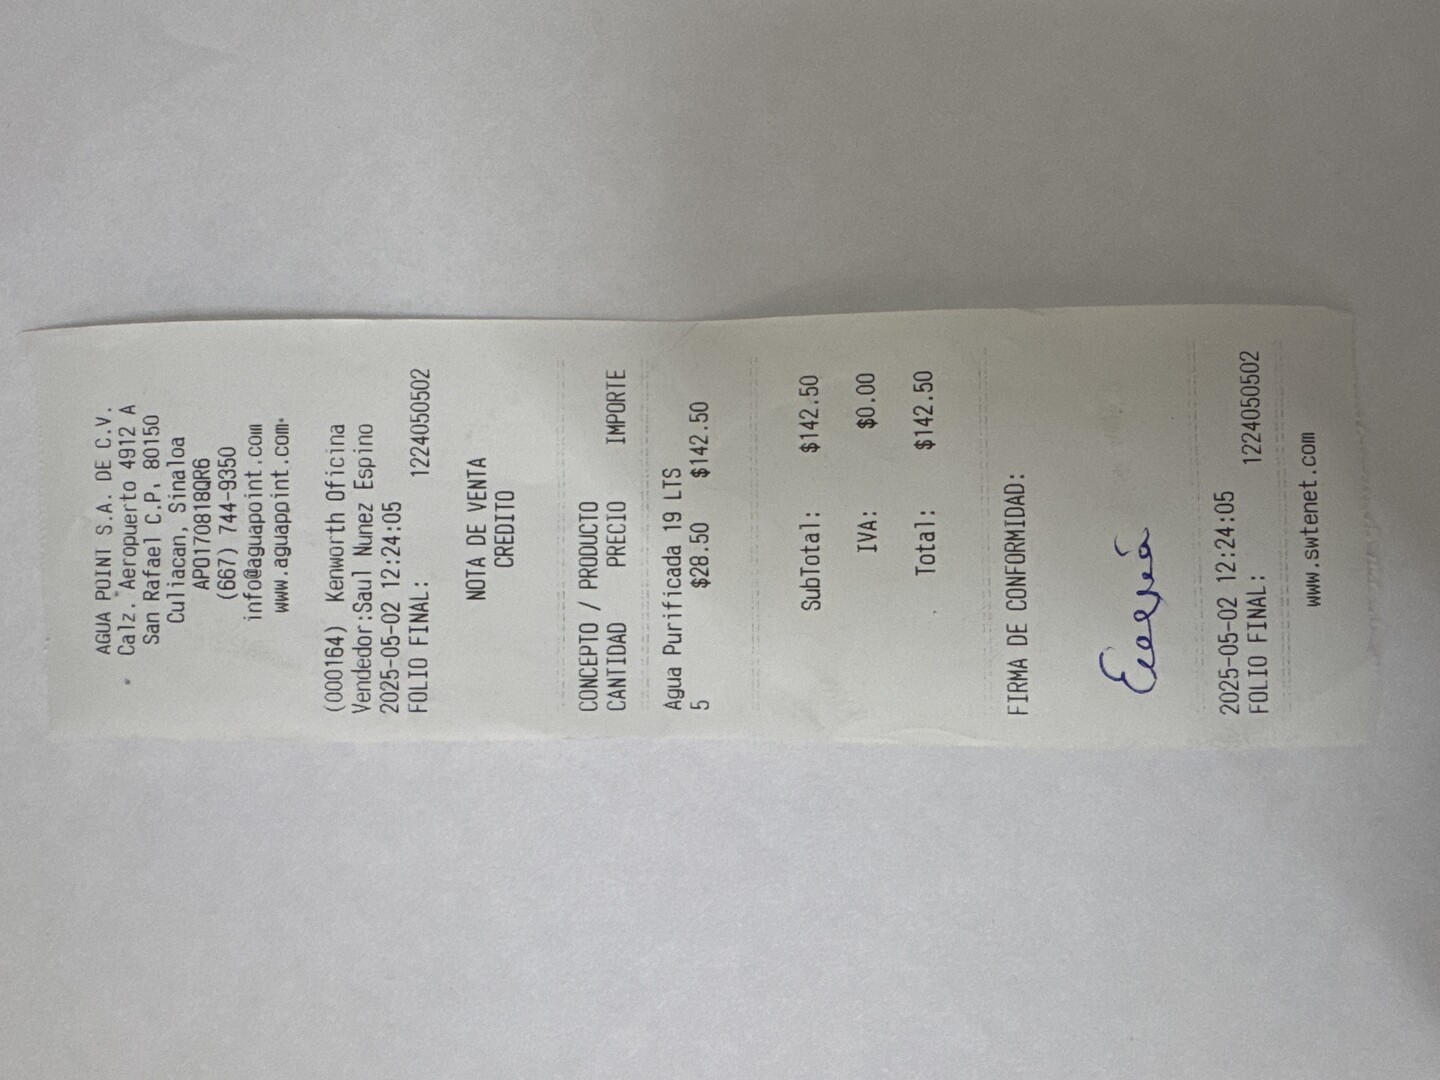 AGUA POINT S.A. DE C.V.
Calz. Aeropuerto 4912 A
San Rafael C.P. 80150
Culiacan, Sinaloa
APO170818QR6
(667) 744-9350
info@aguapoint.com
www.aguappint.com
(000164) Kenworth Oficina
Vendedor:Saul Nunez Espino
2025-05-02 12:24:05
FOLIO FINAL: 1224050502
NOTA DE VENTA
CREDITO
CONCEPTO / PRODUCTO
CANTIDAD PRECIO IMPORTE
Agua Purificada 19 LTS
5 $28.50 $142.50
SubTotal: $142.50
IVA: $0.00
Total: $142.50
FIRMA DE CONFORMIDAD:
2025-05-02 12:24:05
FOLIO FINAL: 1224050502
www.swtenet.com